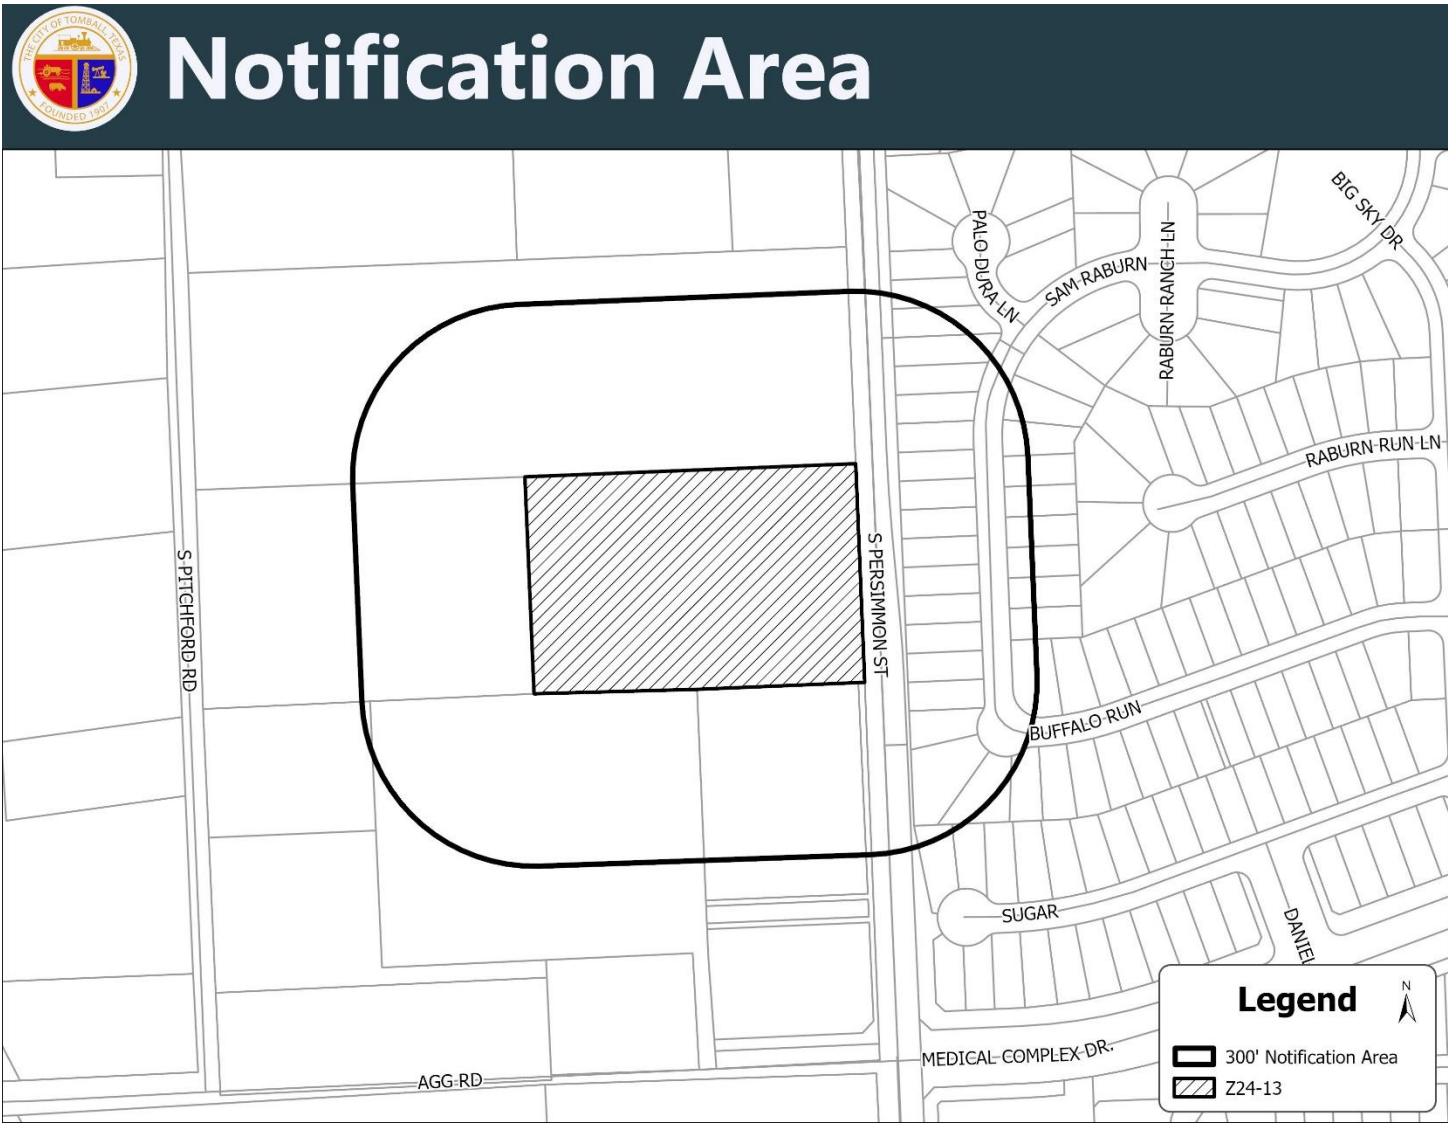 THE CITY OF TOMBALL, TEXAS
FOUNDED 1907
Notification Area
PALO-DURA-LN
SAM-RABURN
RABURN-RANCH-LN
BIG SKY DR
RABURN-RUN LN
S-PITCHFORD-RD
S-PERSIMMON-ST
BUFFALO-RUN
SUGAR
DANIEL
MEDICAL COMPLEX-DR.
AGG RD
Legend
N
300' Notification Area
Z24-13